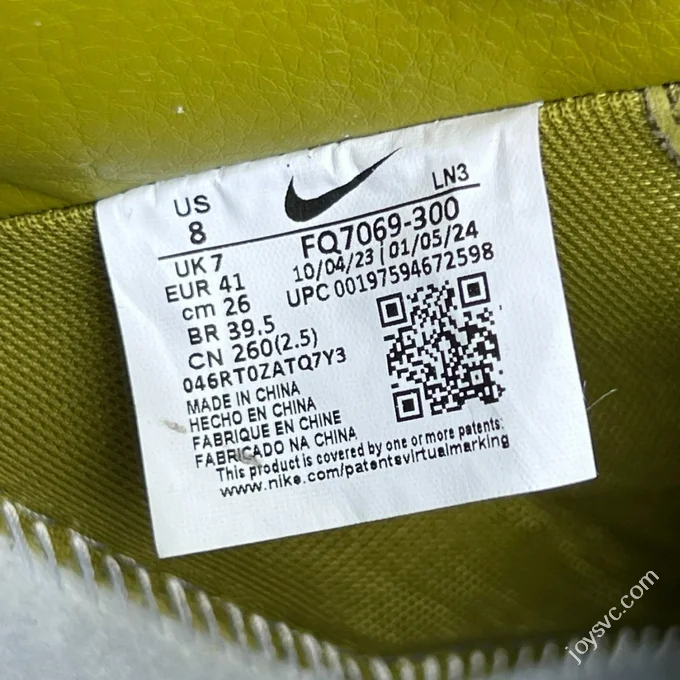 US
8
UK 7
EUR 41
cm 26
BR 39.5
CN 260(2.5)
046RT0ZATQ7Y3
LN3
FQ7069-300
10/04/23 | 01/05/24
UPC 00197594672598
MADE IN CHINA
HECHO EN CHINA
FABRIQUE EN CHINE
FABRICADO NA CHINA
This product is covered by one or more patents:
www.nike.com/patentsvirtualmarking
joysvc.com